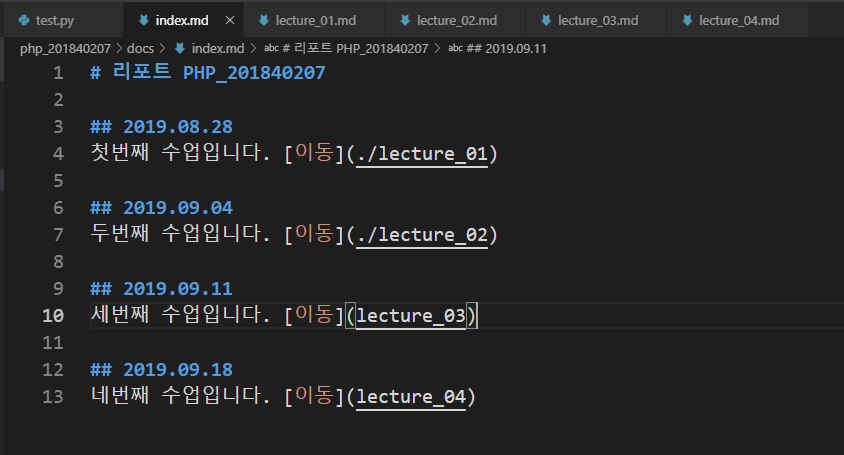 test.py index.md × lecture_01.md lecture_02.md lecture_03.md lecture_04.md
php_201840207 > docs > index.md > abc # 리포트 PHP_201840207 > abc ## 2019.09.11
1 # 리포트 PHP_201840207
2
3 ## 2019.08.28
4 첫번째 수업입니다. [이동](./lecture_01)
5
6 ## 2019.09.04
7 두번째 수업입니다. [이동](./lecture_02)
8
9 ## 2019.09.11
10 세번째 수업입니다. [이동](lecture_03)
11
12 ## 2019.09.18
13 네번째 수업입니다. [이동](lecture_04)